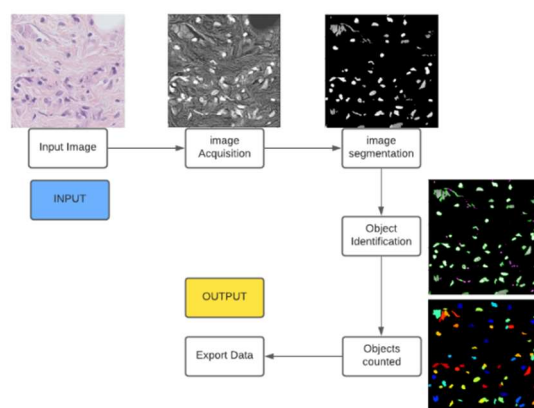 Input Image
image
Acquisition
image
segmentation
INPUT
Object
Identification
OUTPUT
Export Data
Objects
counted